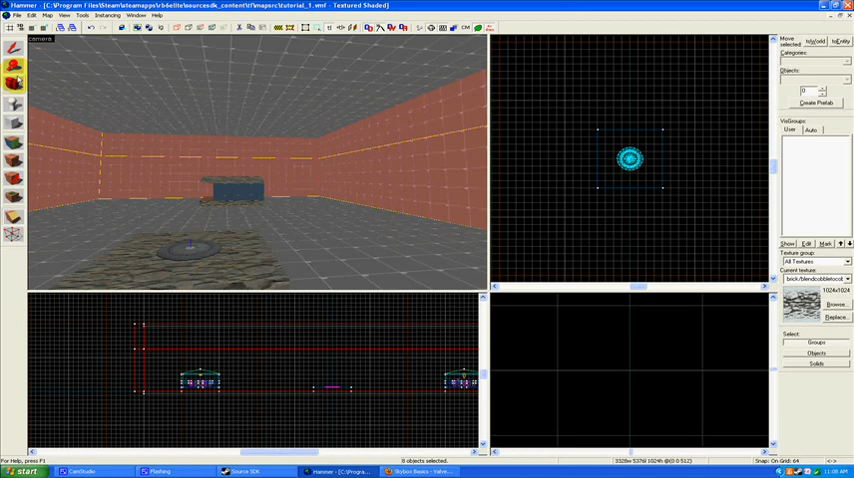 Hammer - [C:\Program Files\Steam\steamapps\rb6elite\sourcesdk_content\tf\mapsrc\tutorial_1.vmf - Textured Shaded]
File Edit Map View Tools Instancing Window Help
camera
Move selected:
toWorld
toEntity
Categories:
Objects:
0
Create Prefab
VisGroups:
User Auto
Show Edit Mark
Texture group:
All Textures
Current texture:
brick/blendcobbletocob
1024x1024
Browse...
Replace...
Select:
Groups
Objects
Solids
For Help, press F1
8 objects selected.
Snap: On Grid: 64
start
CamStudio
Flashing
Source SDK
Hammer - [C:\Progra...
Skybox Basics - Valve...
11:08 AM